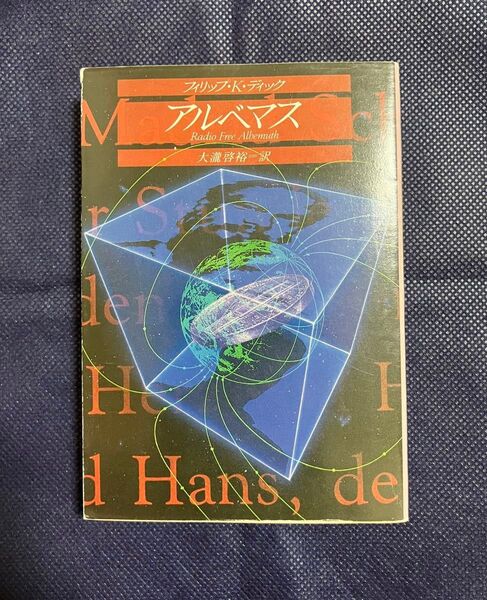 フィリップ・K・ディック
アルベマス
Radio Free Albemuth
大瀧啓裕 訳
den
d Hans, de